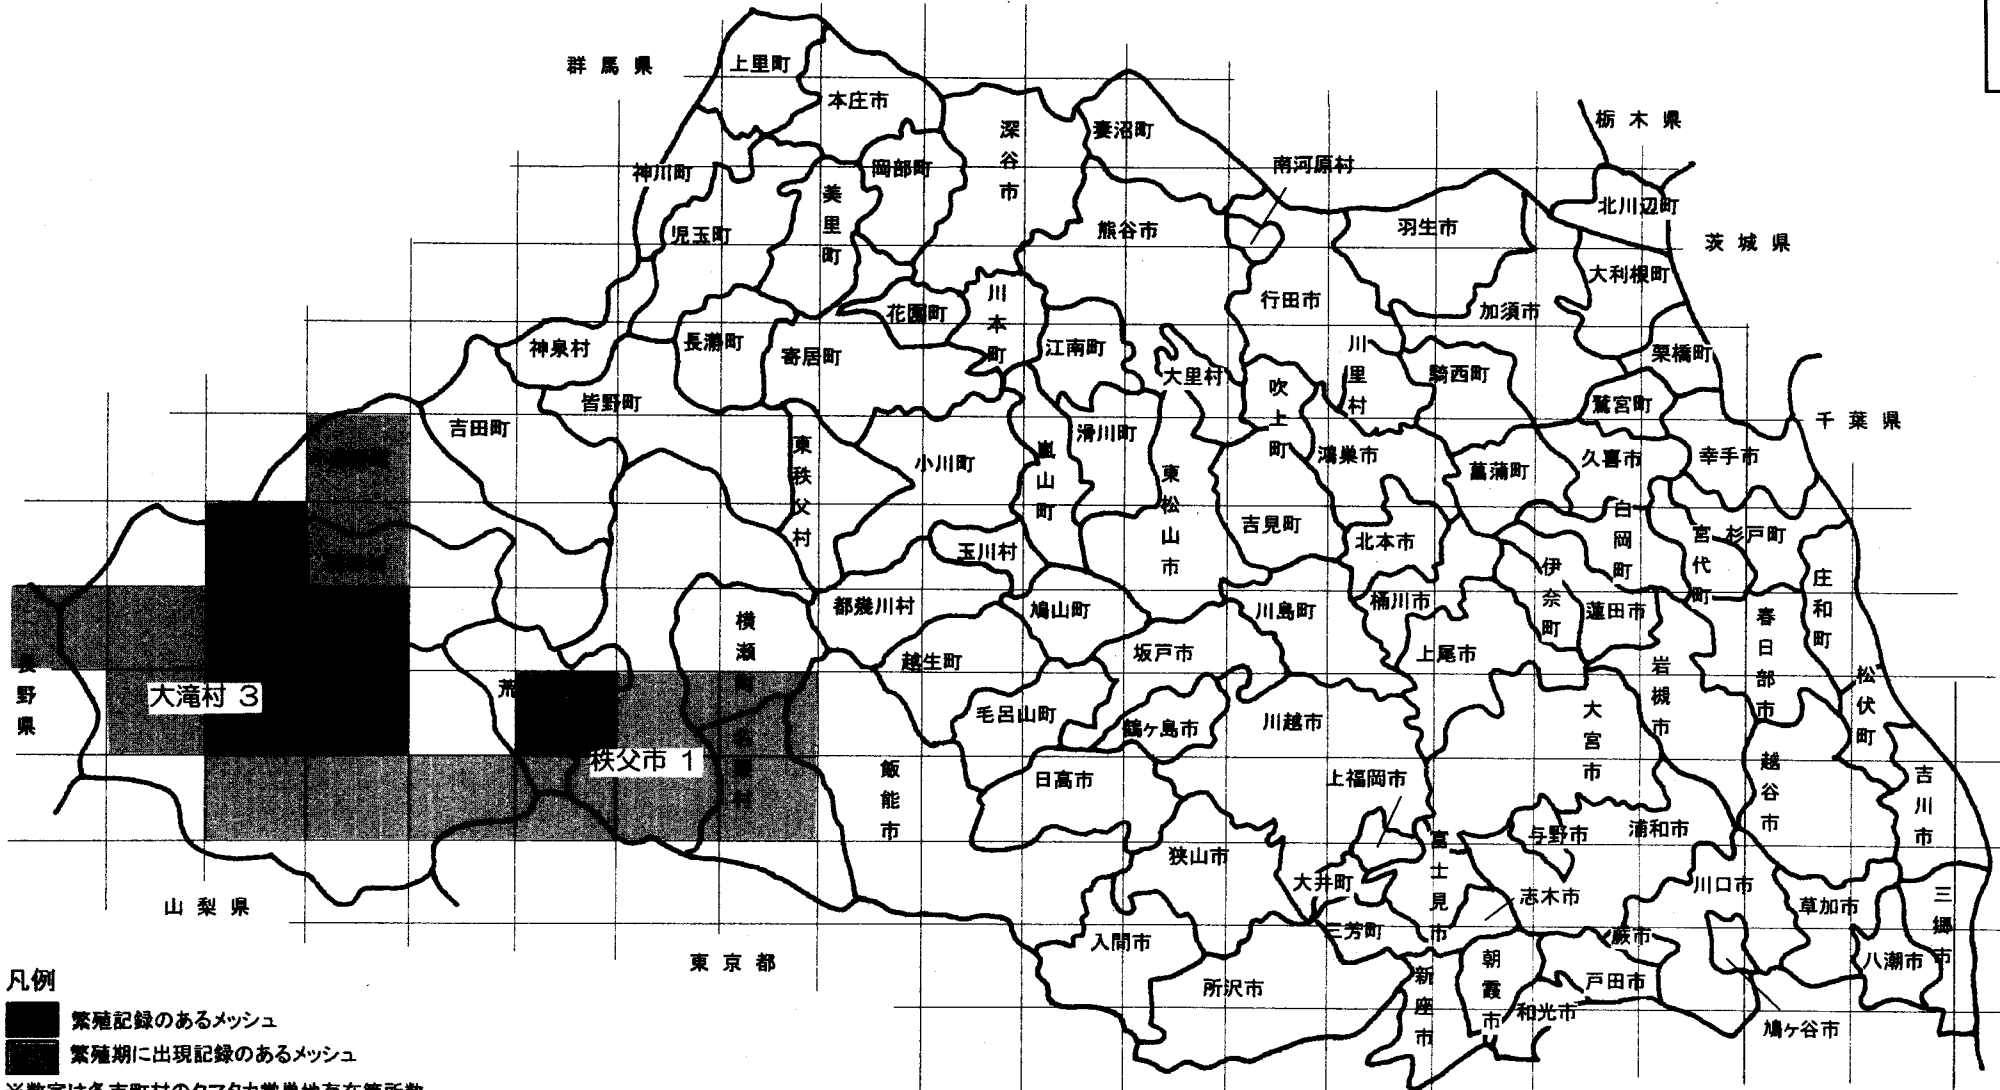 群馬県
上里町
本庄市
深谷市
妻沼町
栃木県
南河原村
神川町
岡部町
美里町
北川辺町
児玉町
熊谷市
羽生市
茨城県
大利根町
行田市
加須市
川本町
花園町
神泉村
長瀞町
寄居町
江南町
大里村
川里村
騎西町
栗橋町
吹上町
鷲宮町
皆野町
千葉県
吉田町
東秩父村
小川町
嵐山町
滑川町
東松山市
鴻巣市
菖蒲町
久喜市
幸手市
吉見町
北本市
白岡町
宮代町
杉戸町
玉川村
伊奈町
庄和町
横瀬町
都幾川村
鳩山町
川島町
桶川市
蓮田市
春日部市
越生町
坂戸市
上尾市
岩槻市
松伏町
長野県
大滝村 3
荒
毛呂山町
鶴ヶ島市
川越市
大宮市
秩父市 1
村
飯能市
日高市
上福岡市
越谷市
吉川市
与野市
浦和市
富士見市
狭山市
大井町
志木市
川口市
草加市
三郷市
山梨県
入間市
三芳町
蕨市
東京都
所沢市
新座市
朝霞市
和光市
戸田市
八潮市
鳩ヶ谷市
凡例
繁殖記録のあるメッシュ
繁殖期に出現記録のあるメッシュ